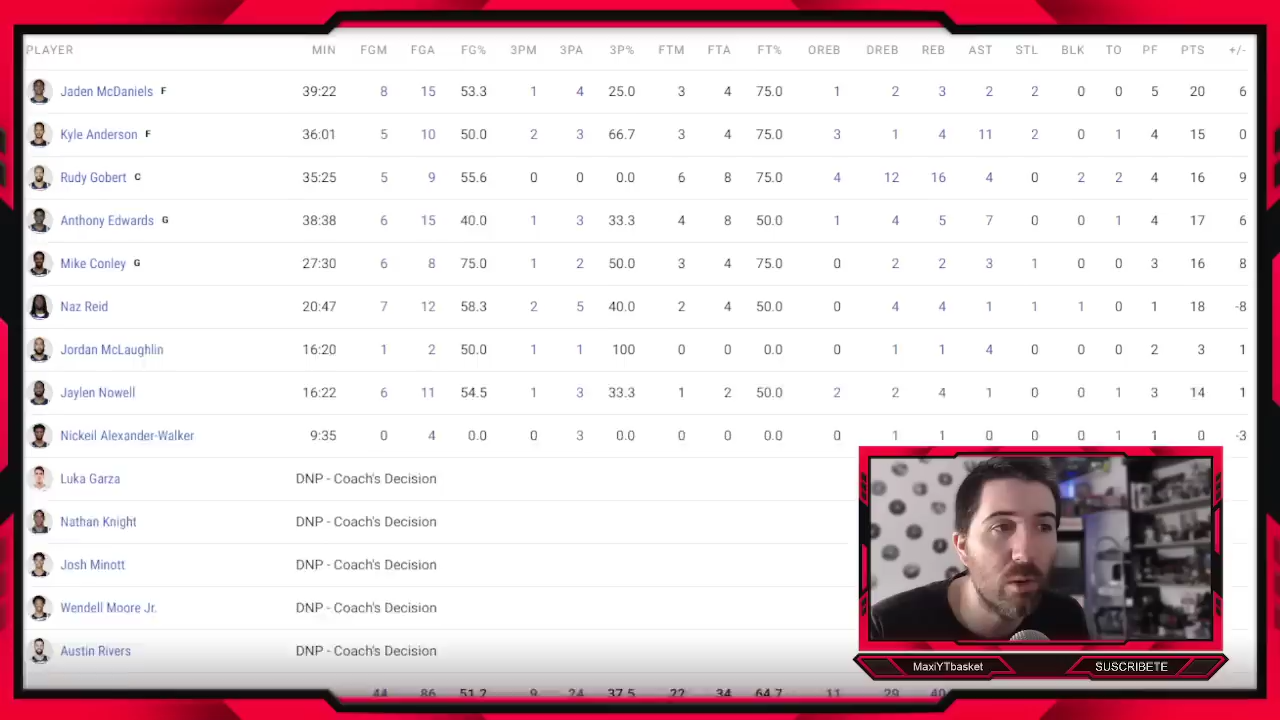 PLAYER MIN FGM FGA FG% 3PM 3PA 3P% FTM FTA FT% OREB DREB REB AST STL BLK TO PF PTS +/-
Jaden McDaniels F 39:22 8 15 53.3 1 4 25.0 3 4 75.0 1 2 3 2 2 0 0 5 20 6
Kyle Anderson F 36:01 5 10 50.0 2 3 66.7 3 4 75.0 3 1 4 11 2 0 1 4 15 0
Rudy Gobert C 35:25 5 9 55.6 0 0 0.0 6 8 75.0 4 12 16 4 0 2 2 4 16 9
Anthony Edwards G 38:38 6 15 40.0 1 3 33.3 4 8 50.0 1 4 5 7 0 0 1 4 17 6
Mike Conley G 27:30 6 8 75.0 1 2 50.0 3 4 75.0 0 2 2 3 1 0 0 3 16 8
Naz Reid 20:47 7 12 58.3 2 5 40.0 2 4 50.0 0 4 4 1 1 1 0 1 18 -8
Jordan McLaughlin 16:20 1 2 50.0 1 1 100 0 0 0.0 0 1 1 4 0 0 0 2 3 1
Jaylen Nowell 16:22 6 11 54.5 1 3 33.3 1 2 50.0 2 2 4 1 0 0 1 3 14 1
Nickeil Alexander-Walker 9:35 0 4 0.0 0 3 0.0 0 0 0.0 0 1 1 0 0 0 1 1 0 -3
Luka Garza DNP - Coach's Decision
Nathan Knight DNP - Coach's Decision
Josh Minott DNP - Coach's Decision
Wendell Moore Jr. DNP - Coach's Decision
Austin Rivers DNP - Coach's Decision
44 86 51.2 9 24 37.5 22 34 64.7 11 29 40
MaxiYTbasket SUSCRIBETE